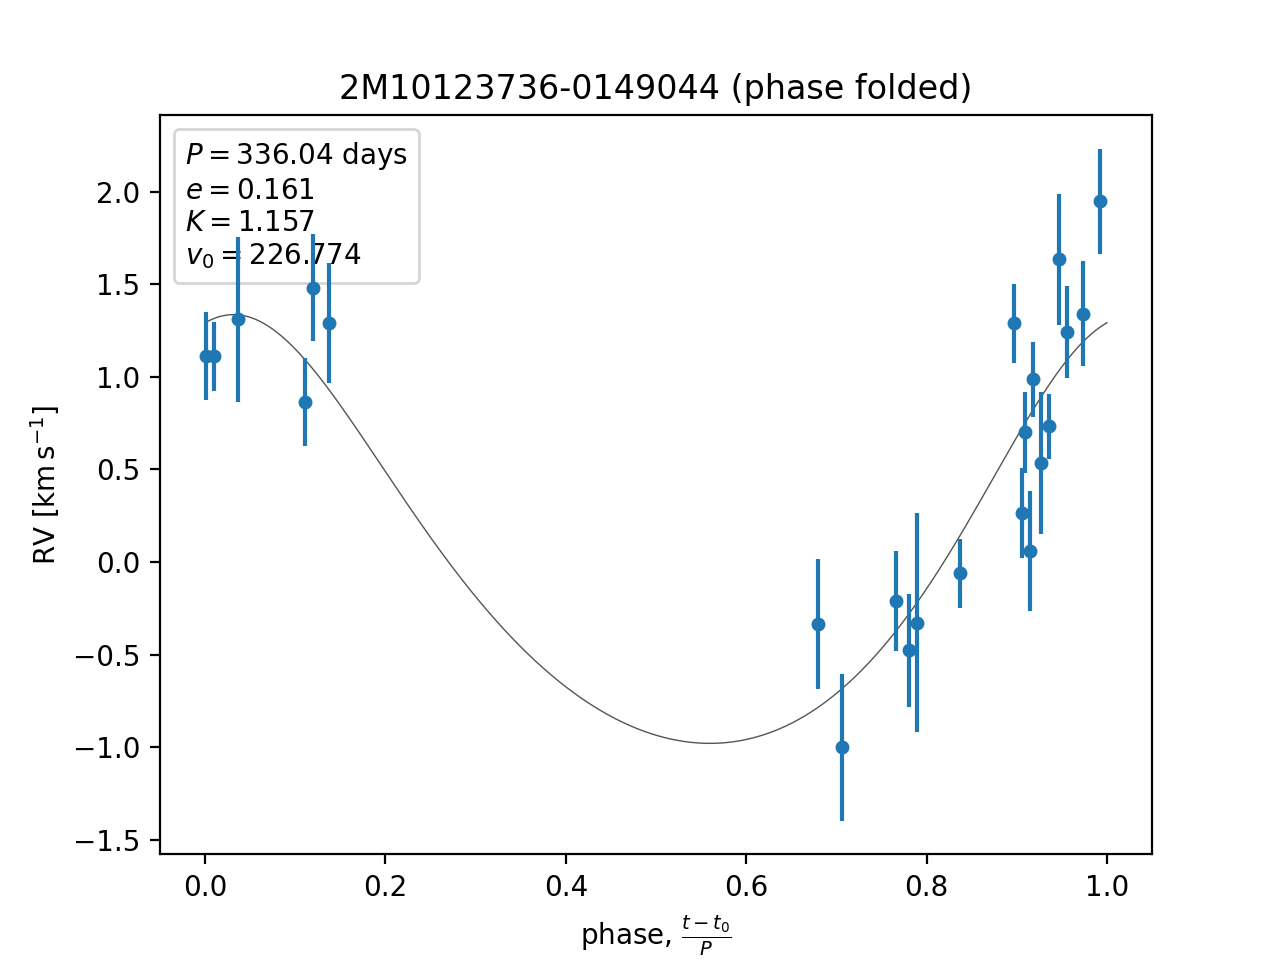 2M10123736-0149044 (phase folded)
P = 336.04 days
e = 0.161
K = 1.157
v₀ = 226.774
2.0
1.5
1.0
0.5
0.0
−0.5
−1.0
−1.5
RV [km s⁻¹]
0.0 0.2 0.4 0.6 0.8 1.0
phase, (t − t₀)/P